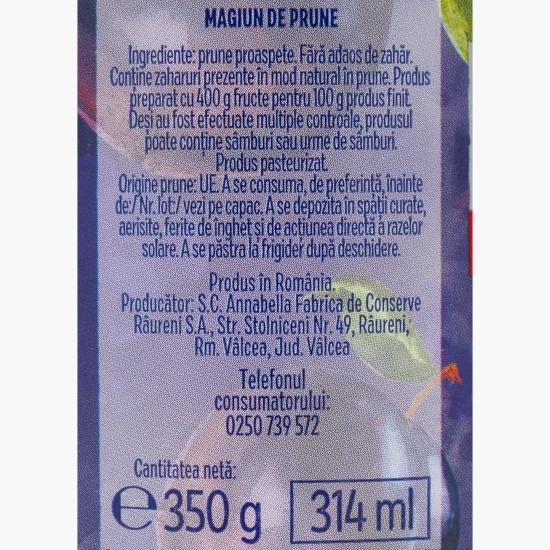 MAGIUN DE PRUNE
Ingrediente: prune proaspete. Fără adaos de zahăr.
Conține zaharuri prezente în mod natural în prune. Produs
preparat cu 400 g fructe pentru 100 g produs finit.
Deși au fost efectuate multiple controale, produsul
poate conține sâmburi sau urme de sâmburi.
Produs pasteurizat.
Origine prune: UE. A se consuma, de preferință, înainte
de:/ Nr. lot:/ vezi pe capac. A se depozita în spații curate,
aerisite, ferite de îngheț și de acțiunea directă a razelor
solare. A se păstra la frigider după deschidere.
Produs în România.
Producător: S.C. Annabella Fabrica de Conserve
Râureni S.A., Str. Stolniceni Nr. 49, Râureni,
Rm. Vâlcea, Jud. Vâlcea
Telefonul
consumatorului:
0250 739 572
Cantitatea netă:
℮ 350 g 314 ml